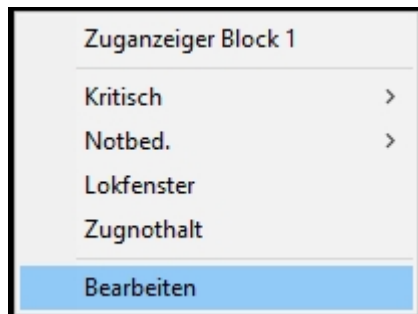 Zuganzeiger Block 1
Kritisch
Notbed.
Lokfenster
Zugnothalt
Bearbeiten